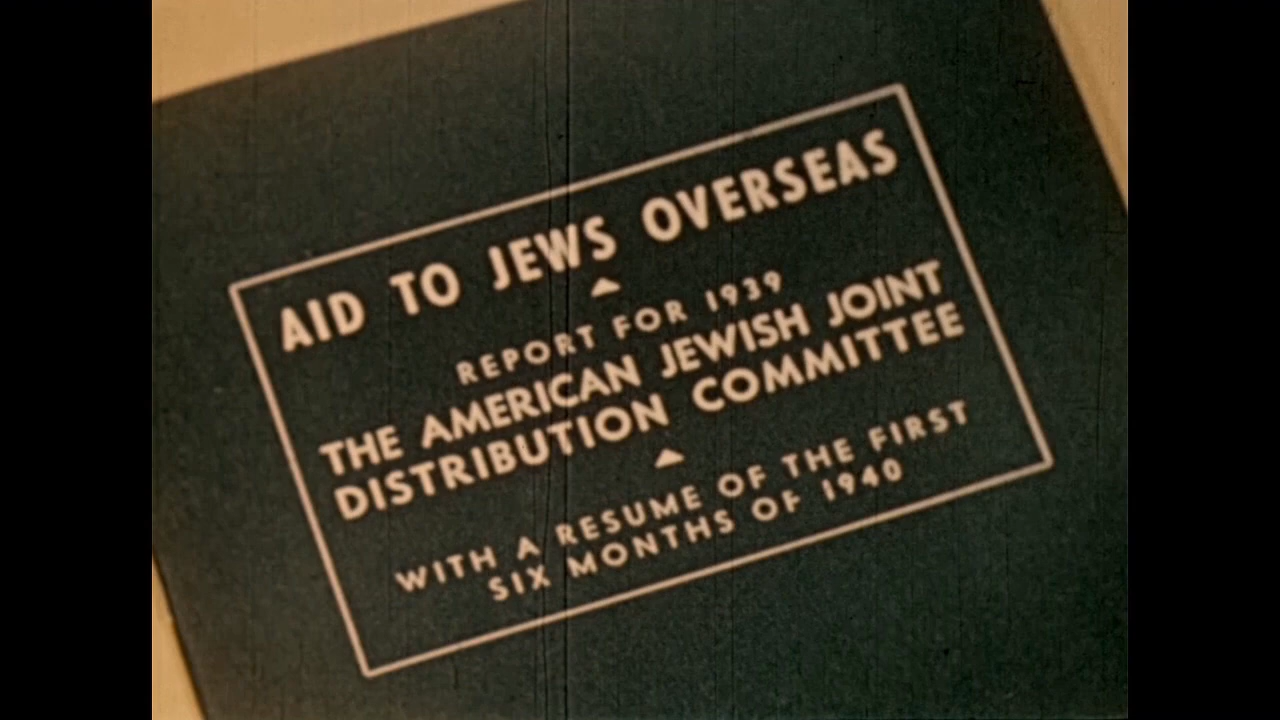 AID TO JEWS OVERSEAS
REPORT FOR 1939
THE AMERICAN JEWISH JOINT
DISTRIBUTION COMMITTEE
WITH A RESUME OF THE FIRST
SIX MONTHS OF 1940